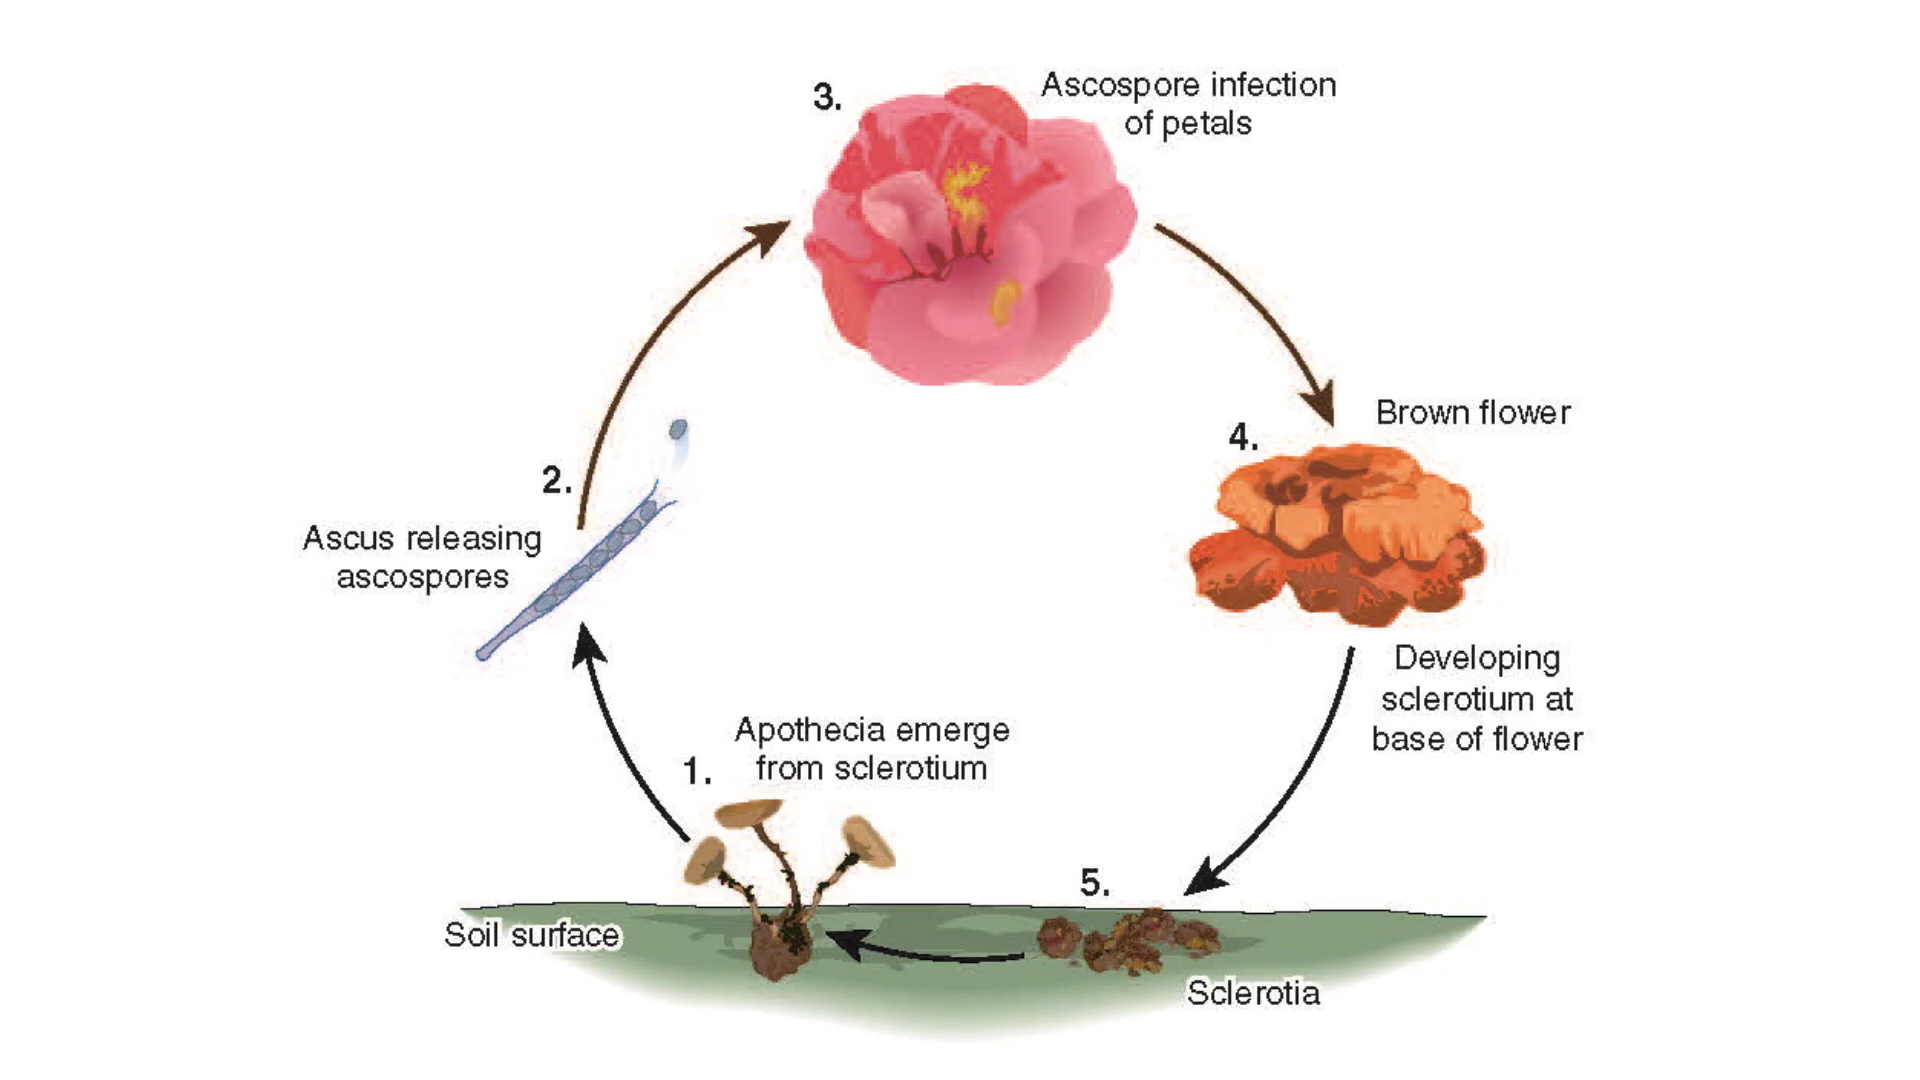 3.
Ascospore infection
of petals
4.
Brown flower
Developing
sclerotium at
base of flower
5.
Sclerotia
1.
Apothecia emerge
from sclerotium
Soil surface
2.
Ascus releasing
ascospores